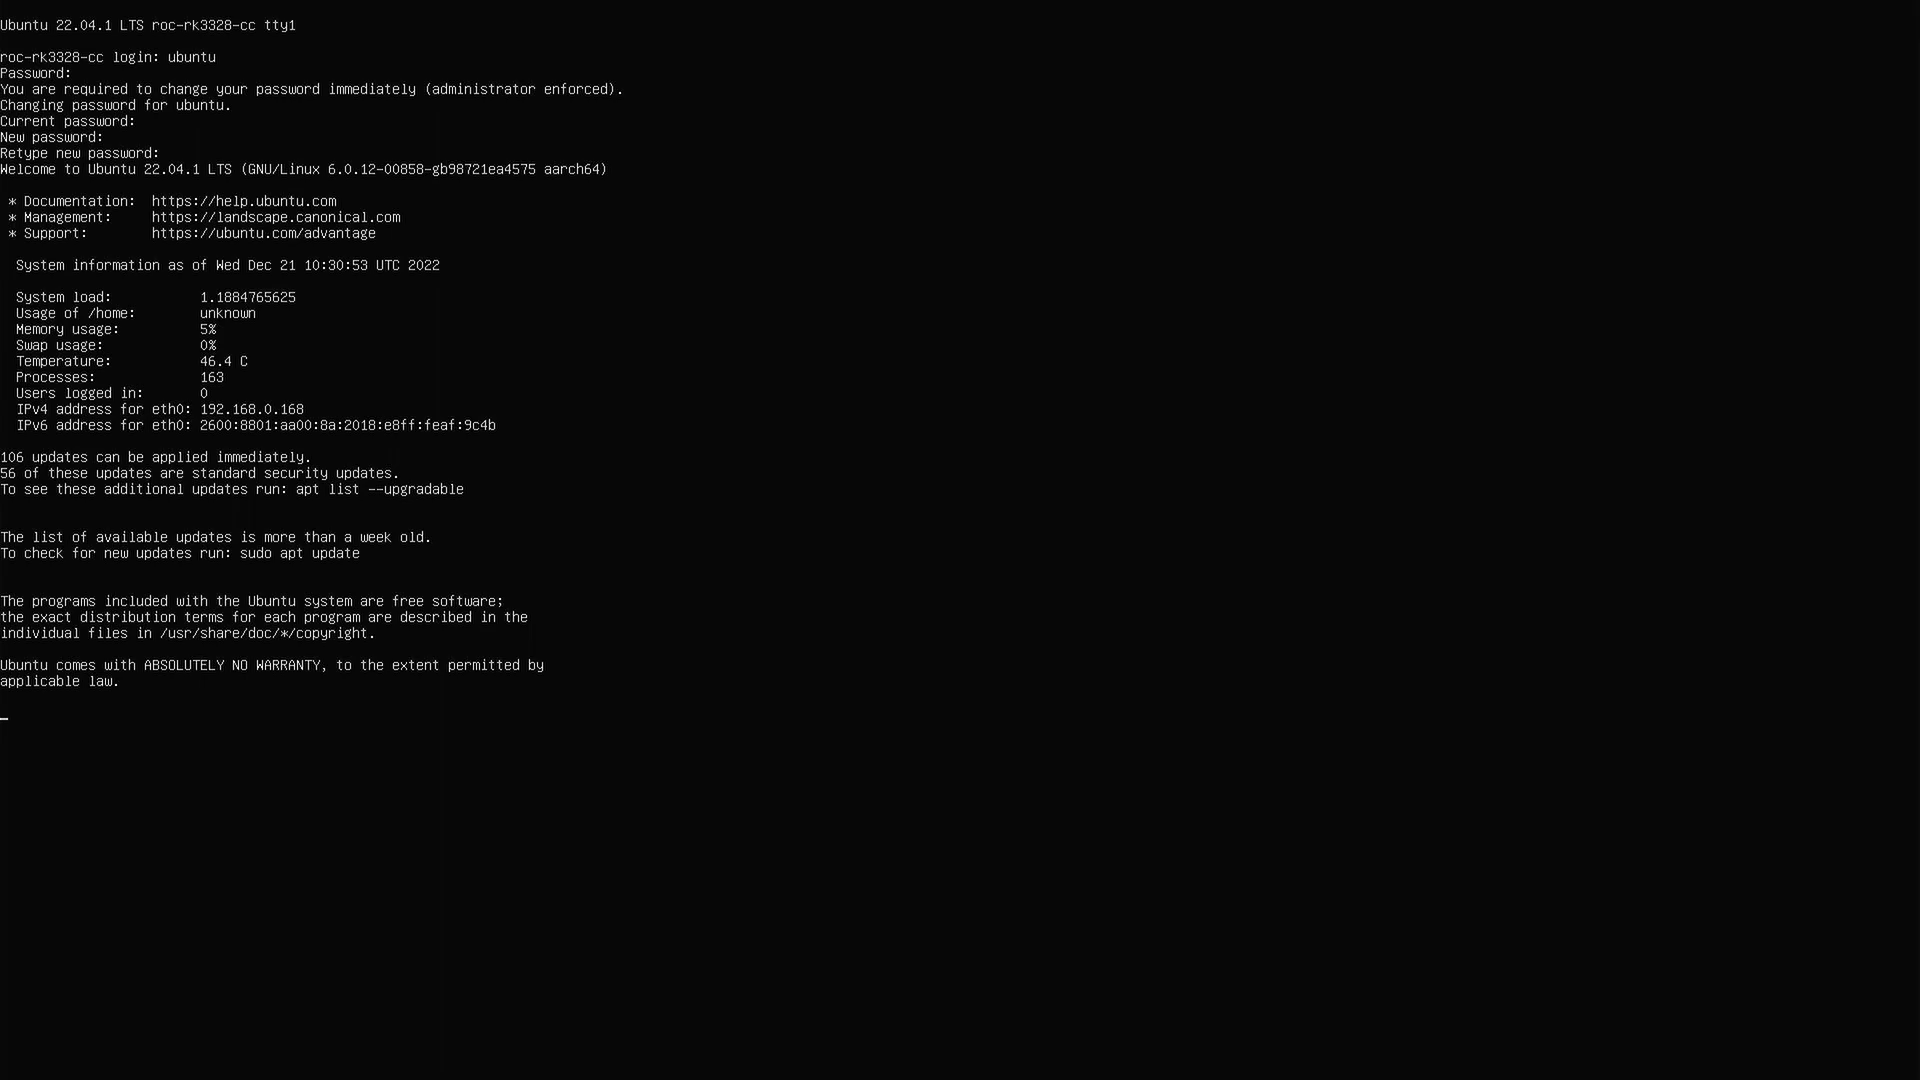 Ubuntu 22.04.1 LTS roc-rk3328-cc tty1
roc-rk3328-cc login: ubuntu
Password:
You are required to change your password immediately (administrator enforced).
Changing password for ubuntu.
Current password:
New password:
Retype new password:
Welcome to Ubuntu 22.04.1 LTS (GNU/Linux 6.0.12-00858-gb98721ea4575 aarch64)
* Documentation:  https://help.ubuntu.com
* Management:     https://landscape.canonical.com
* Support:        https://ubuntu.com/advantage
System information as of Wed Dec 21 10:30:53 UTC 2022
System load:           1.1884765625
Usage of /home:        unknown
Memory usage:          5%
Swap usage:            0%
Temperature:           46.4 C
Processes:             163
Users logged in:       0
IPv4 address for eth0: 192.168.0.168
IPv6 address for eth0: 2600:8801:aa00:8a:2018:e8ff:feaf:9c4b
106 updates can be applied immediately.
56 of these updates are standard security updates.
To see these additional updates run: apt list --upgradable
The list of available updates is more than a week old.
To check for new updates run: sudo apt update
The programs included with the Ubuntu system are free software;
the exact distribution terms for each program are described in the
individual files in /usr/share/doc/*/copyright.
Ubuntu comes with ABSOLUTELY NO WARRANTY, to the extent permitted by
applicable law.